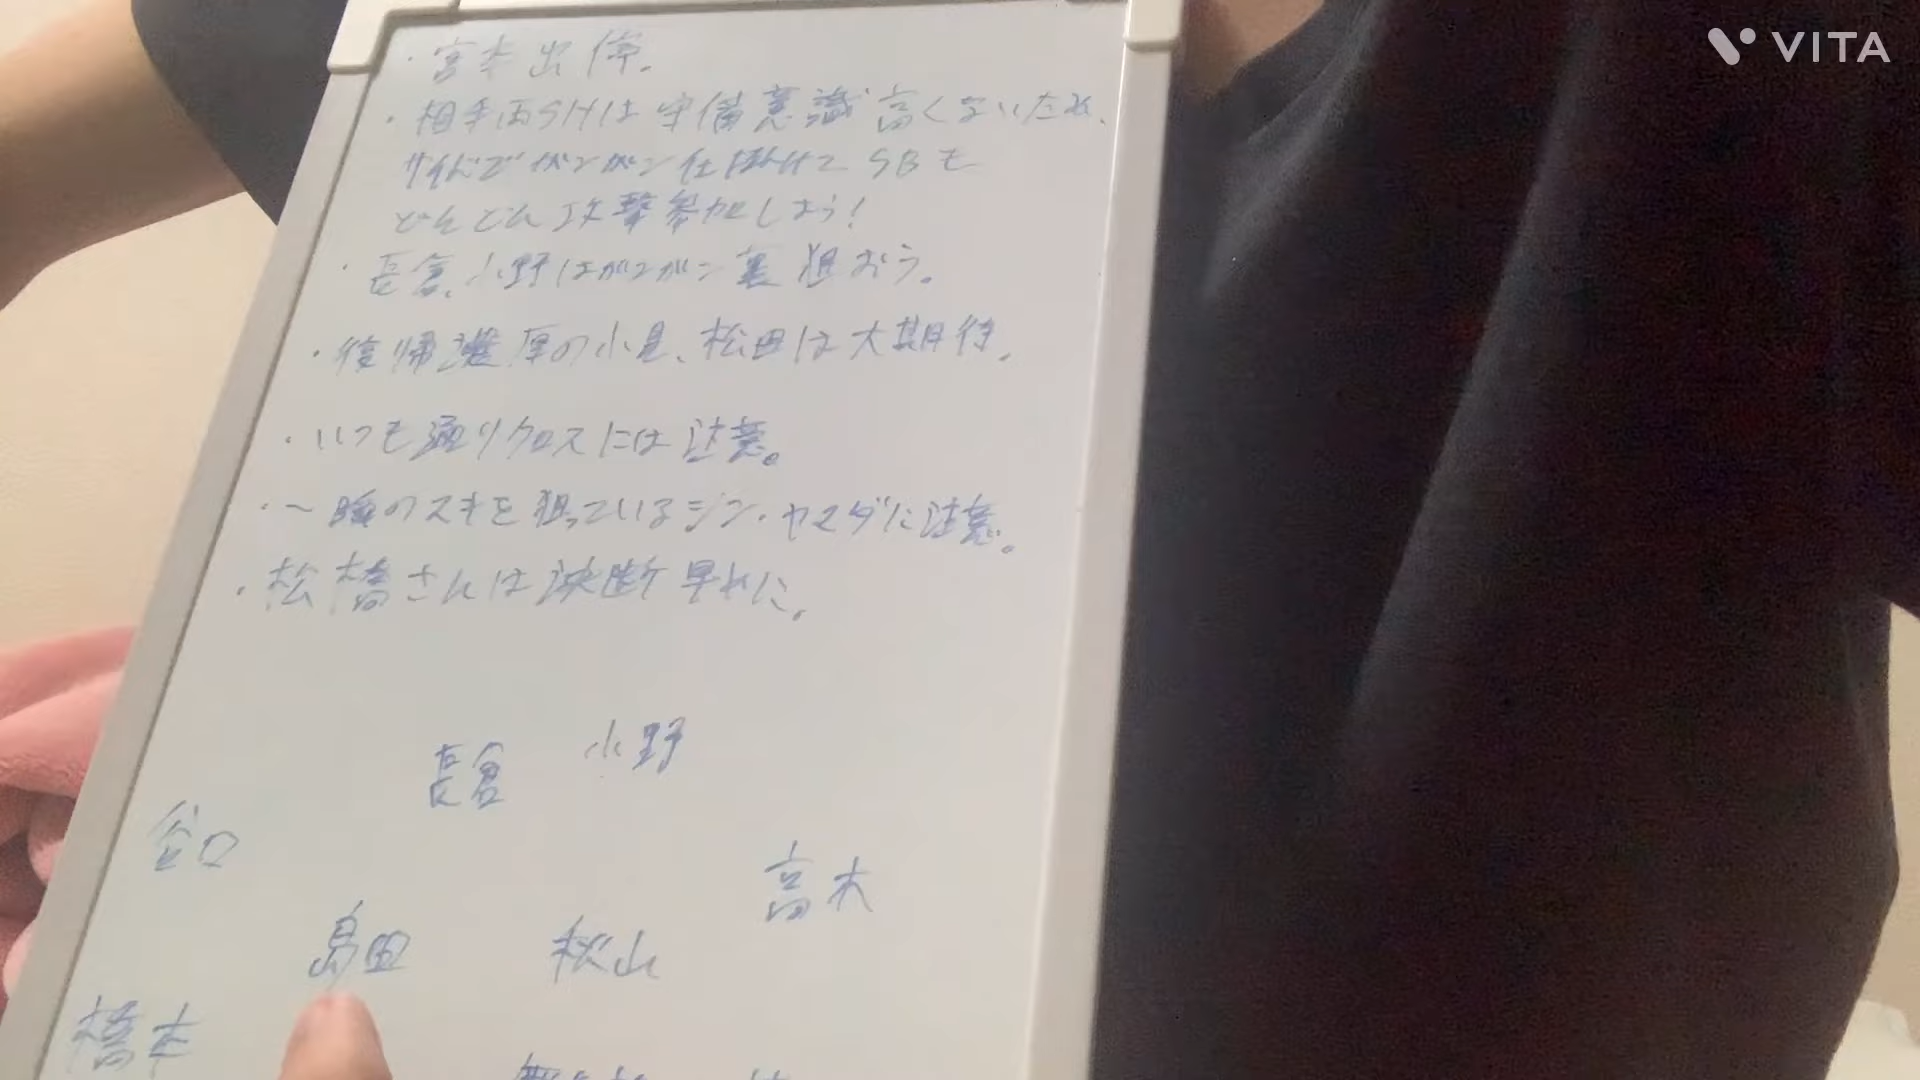 VITA
・宮本出停。
・相手両SHは守備意識高くないため、
サイドでガンガン仕掛けてSBも
どんどん攻撃参加しよう!
・長倉、小野はガンガン裏狙おう。
・復帰濃厚の小見、松田は大期待。
・いつも通りクロスには注意。
・一瞬のスキを狙っているジン・ヤマダに注意。
・松橋さんは決断早めに。
長倉 小野
谷口
高木
島田 秋山
橋本